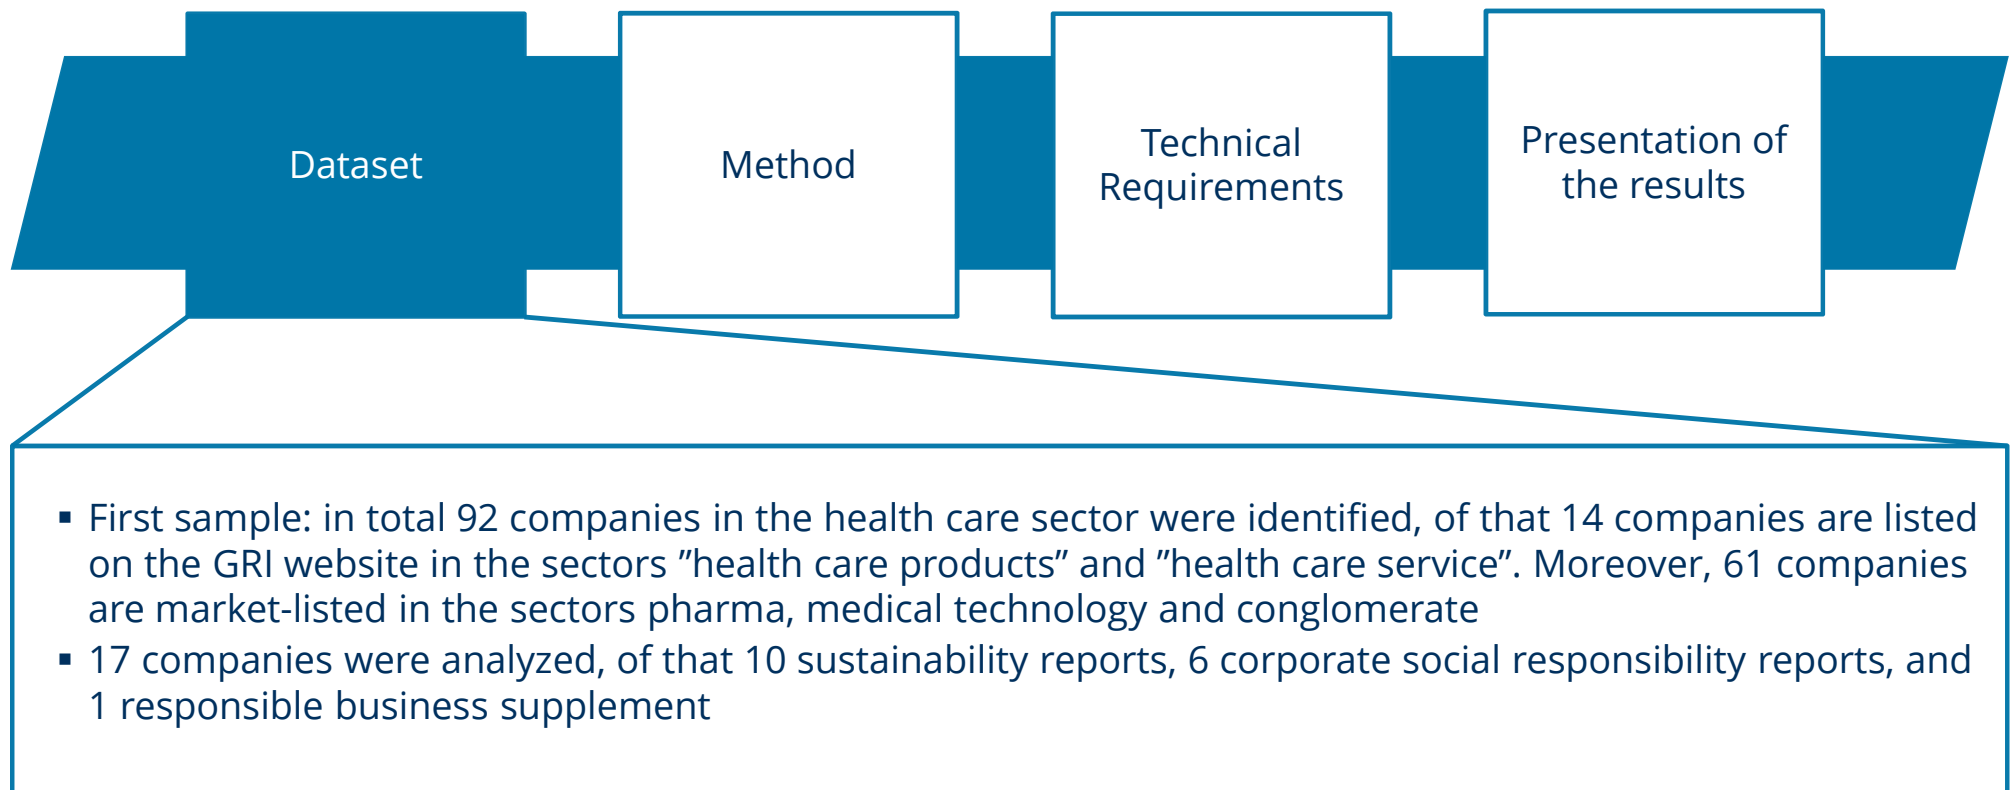 Dataset
Method
Technical
Requirements
Presentation of
the results
▪ First sample: in total 92 companies in the health care sector were identified, of that 14 companies are listed
on the GRI website in the sectors ”health care products” and ”health care service”. Moreover, 61 companies
are market-listed in the sectors pharma, medical technology and conglomerate
▪ 17 companies were analyzed, of that 10 sustainability reports, 6 corporate social responsibility reports, and
1 responsible business supplement